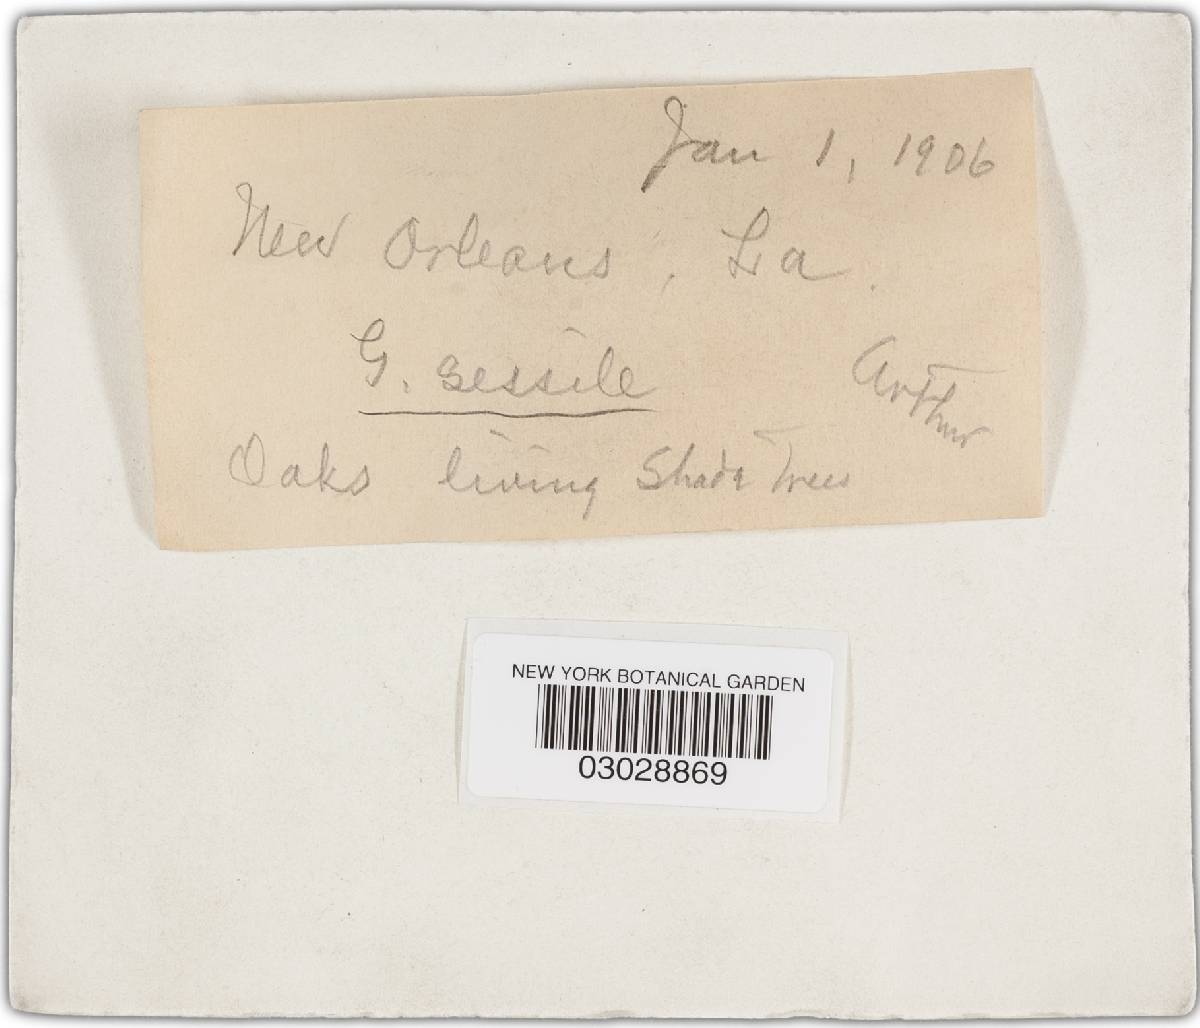 Jan 1, 1906
New Orleans, La.
G. sessile
Arthur
Oaks living Shade Trees
NEW YORK BOTANICAL GARDEN
03028869